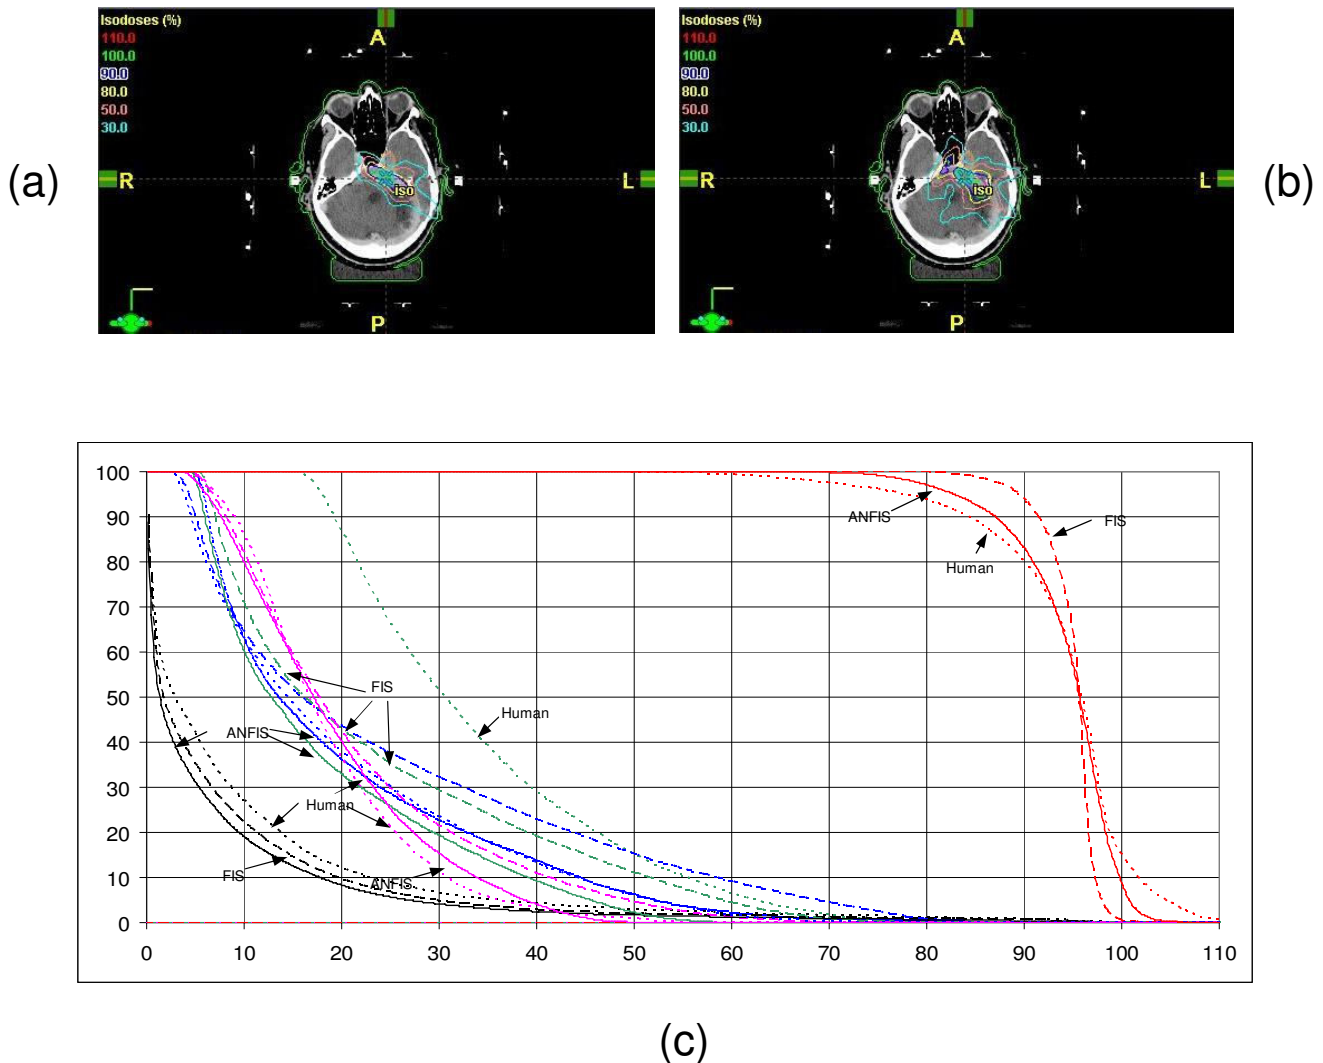 Isodoses (%)
110.0
100.0
90.0
80.0
50.0
30.0
A
R
L
P
iso
(a)
Isodoses (%)
110.0
100.0
90.0
80.0
50.0
30.0
A
R
L
P
iso
(b)
100
90
80
70
60
50
40
30
20
10
0
ANFIS
FIS
Human
FIS
Human
ANFIS
Human
FIS
ANFIS
0 10 20 30 40 50 60 70 80 90 100 110
(c)